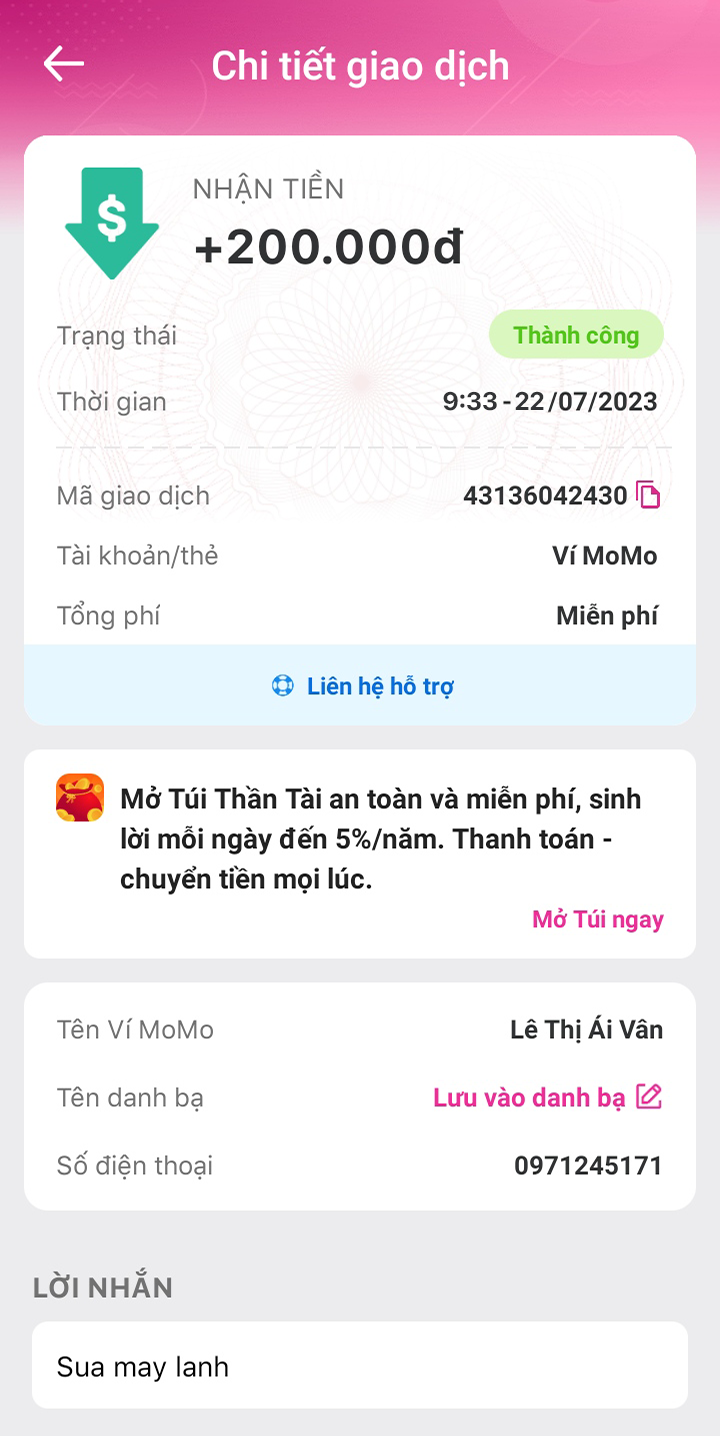 Chi tiết giao dịch
NHẬN TIỀN
+200.000đ
Trạng thái Thành công
Thời gian 9:33 - 22/07/2023
Mã giao dịch 43136042430
Tài khoản/thẻ Ví MoMo
Tổng phí Miễn phí
Liên hệ hỗ trợ
Mở Túi Thần Tài an toàn và miễn phí, sinh
lời mỗi ngày đến 5%/năm. Thanh toán -
chuyển tiền mọi lúc.
Mở Túi ngay
Tên Ví MoMo Lê Thị Ái Vân
Tên danh bạ Lưu vào danh bạ
Số điện thoại 0971245171
LỜI NHẮN
Sua may lanh